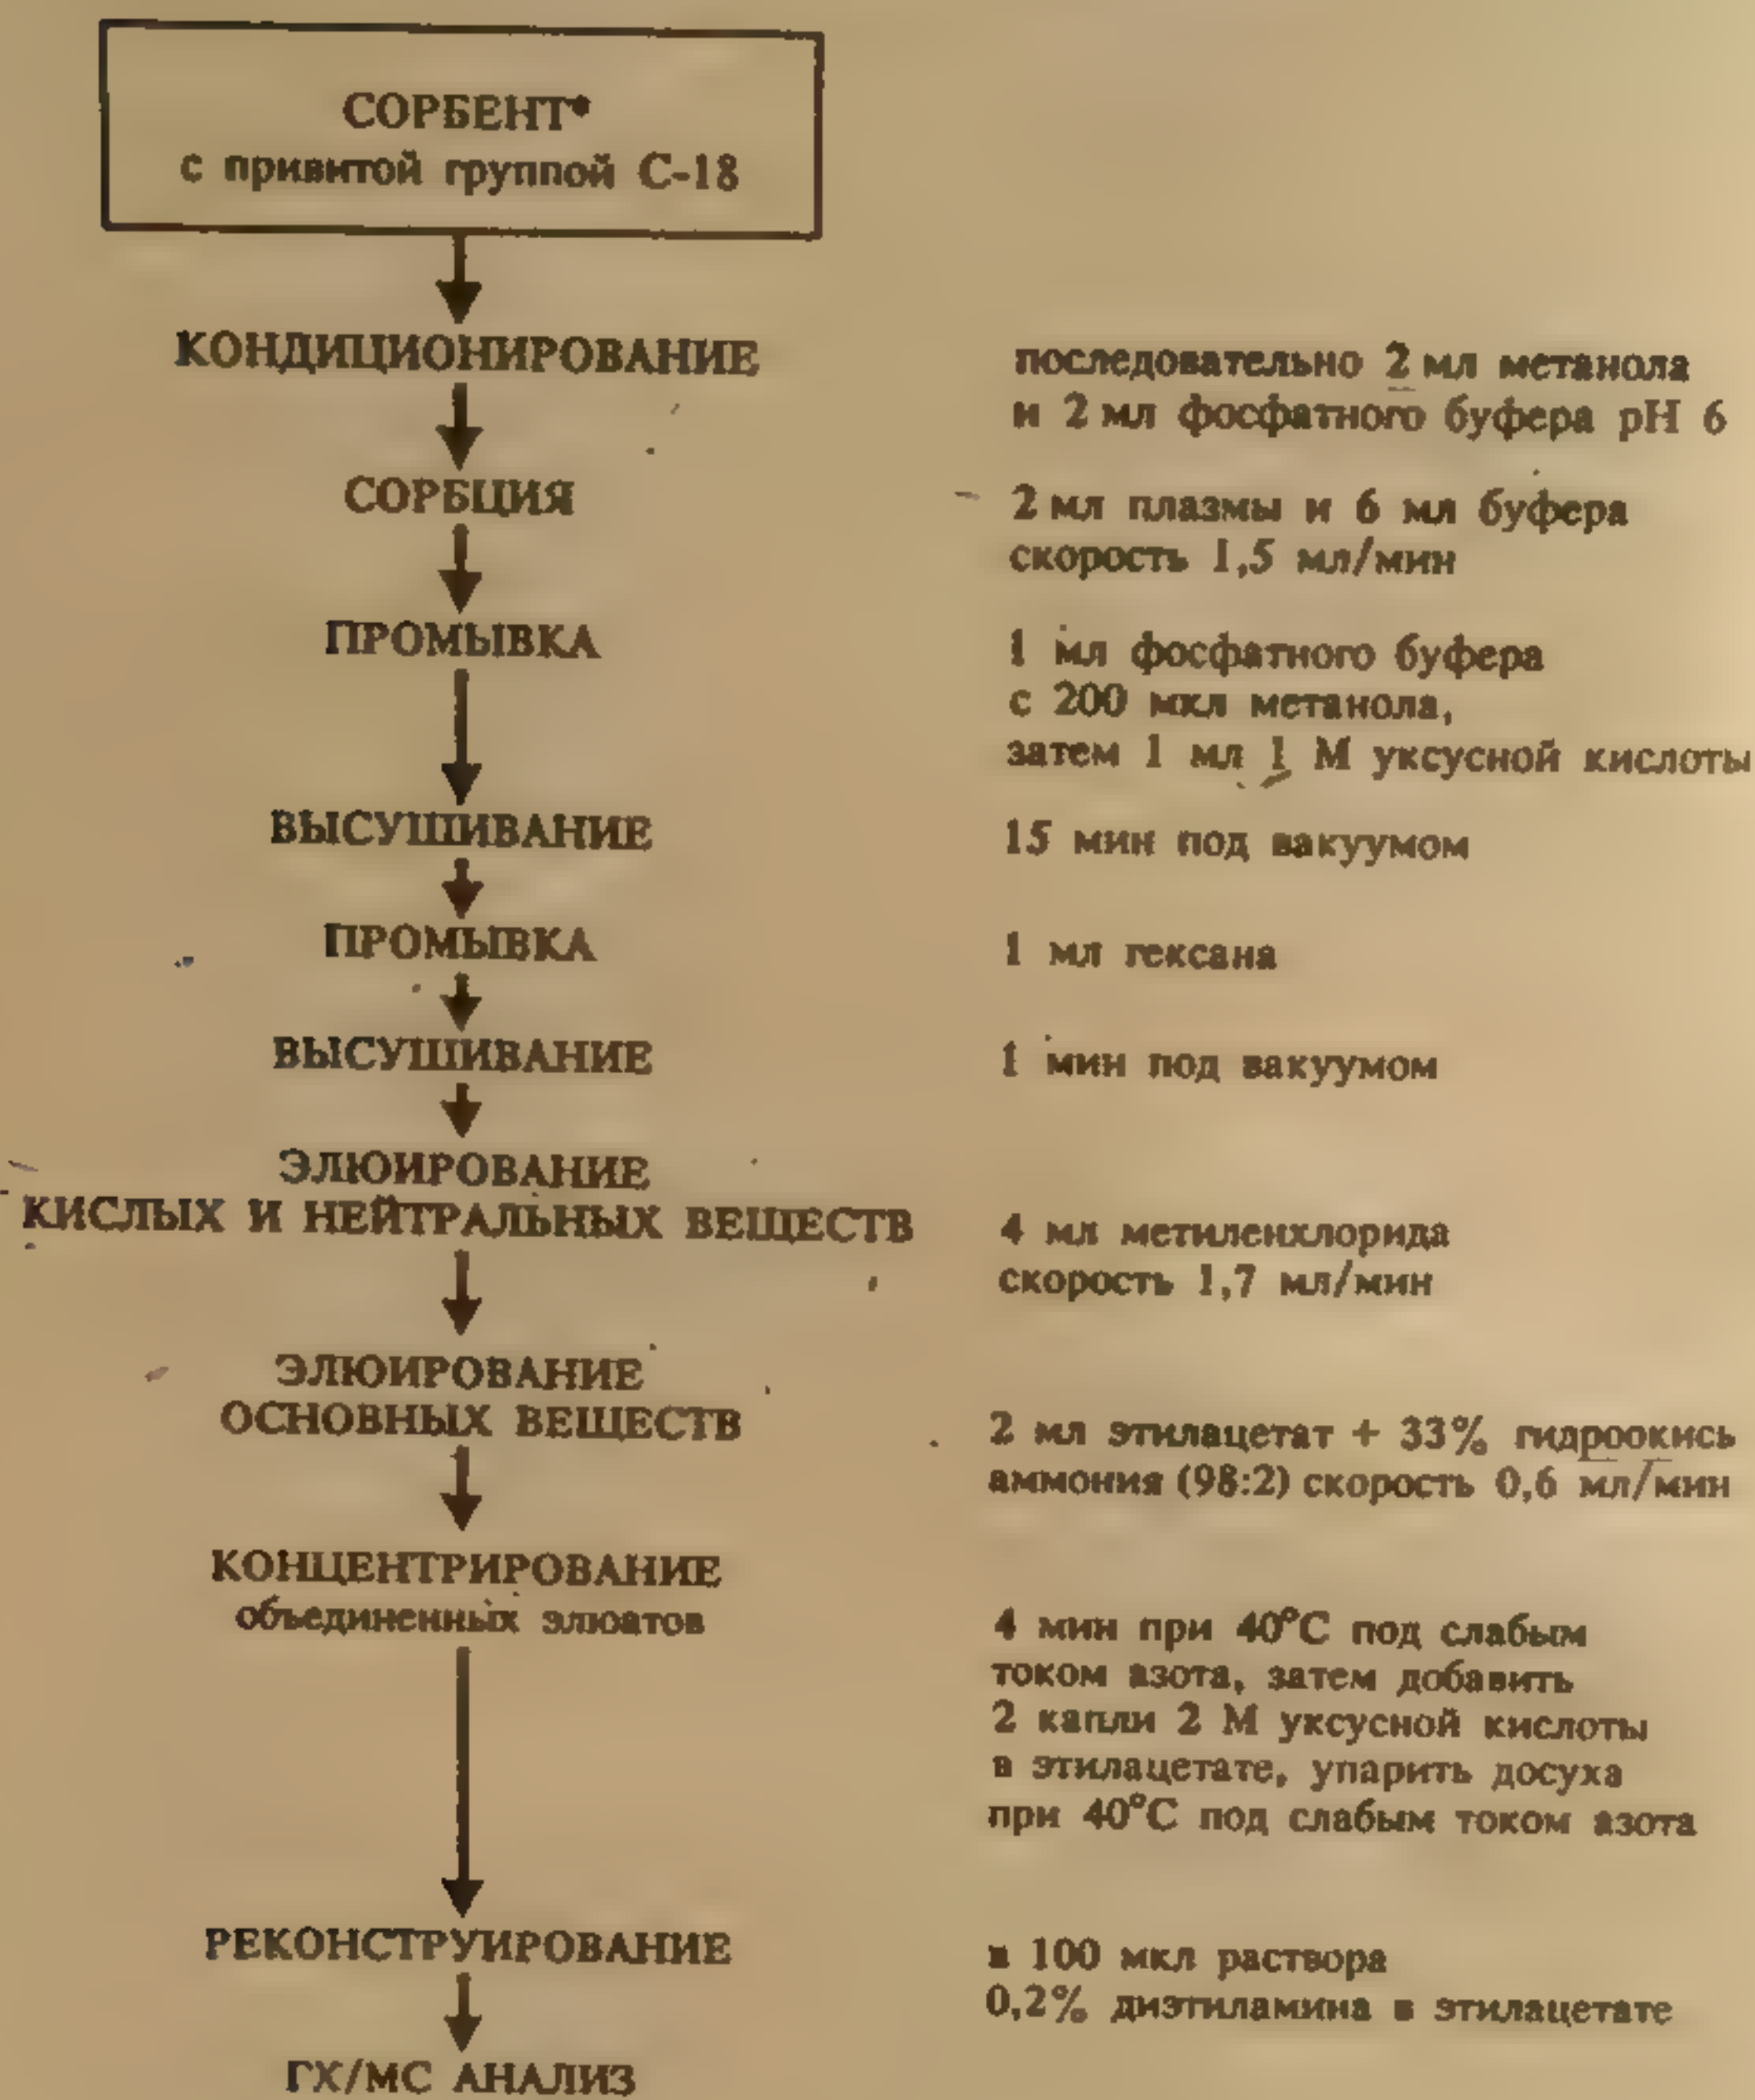 СОРБЕНТ*
с привитой группой С-18
КОНДИЦИОНИРОВАНИЕ
последовательно 2 мл метанола
и 2 мл фосфатного буфера pH 6
СОРБЦИЯ
2 мл плазмы и 6 мл буфера
скорость 1,5 мл/мин
ПРОМЫВКА
1 мл фосфатного буфера
с 200 мкл метанола,
затем 1 мл 1 М уксусной кислоты
ВЫСУШИВАНИЕ
15 мин под вакуумом
ПРОМЫВКА
1 мл гексана
ВЫСУШИВАНИЕ
1 мин под вакуумом
ЭЛЮИРОВАНИЕ
КИСЛЫХ И НЕЙТРАЛЬНЫХ ВЕЩЕСТВ
4 мл метиленхлорида
скорость 1,7 мл/мин
ЭЛЮИРОВАНИЕ
ОСНОВНЫХ ВЕЩЕСТВ
2 мл этилацетат + 33% гидроокись
аммония (98:2) скорость 0,6 мл/мин
КОНЦЕНТРИРОВАНИЕ
объединенных элюатов
4 мин при 40°С под слабым
током азота, затем добавить
2 капли 2 М уксусной кислоты
в этилацетате, упарить досуха
при 40°С под слабым током азота
РЕКОНСТРУИРОВАНИЕ
в 100 мкл раствора
0,2% диэтиламина в этилацетате
ГХ/МС АНАЛИЗ